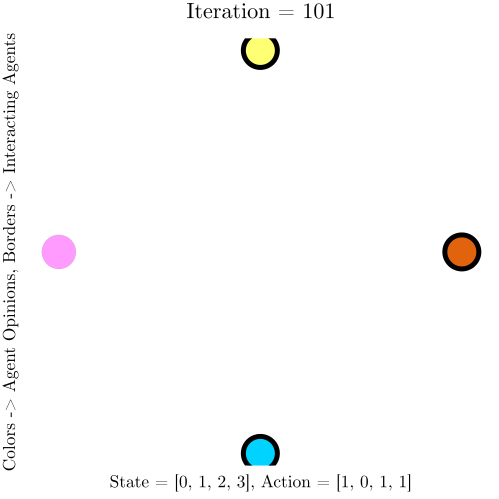 Iteration = 101
Colors -> Agent Opinions, Borders -> Interacting Agents
State = [0, 1, 2, 3], Action = [1, 0, 1, 1]